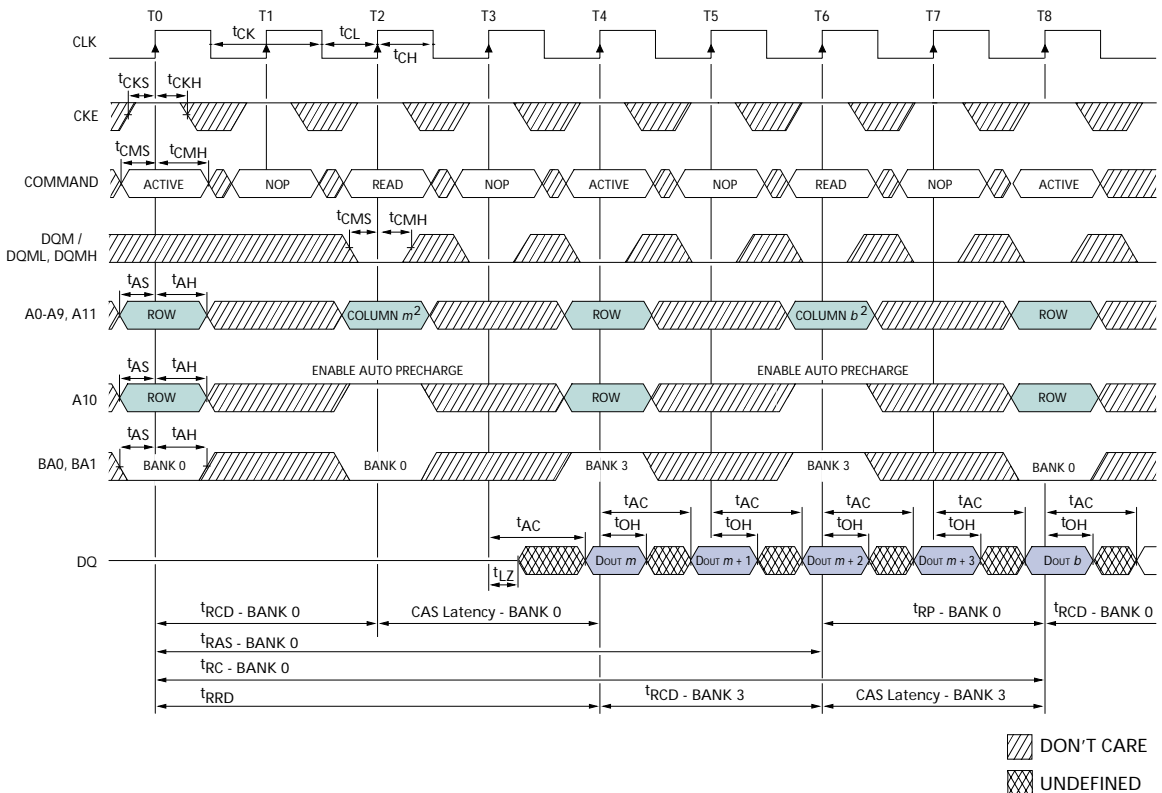 T0 T1 T2 T3 T4 T5 T6 T7 T8
CLK tCK tCL tCH
tCKS tCKH
CKE
tCMS tCMH
COMMAND ACTIVE NOP READ NOP ACTIVE NOP READ NOP ACTIVE
tCMS tCMH
DQM /
DQML, DQMH
tAS tAH
A0-A9, A11 ROW COLUMN m2 ROW COLUMN b2 ROW
tAS tAH ENABLE AUTO PRECHARGE ENABLE AUTO PRECHARGE
A10 ROW ROW ROW
tAS tAH
BA0, BA1 BANK 0 BANK 0 BANK 3 BANK 3 BANK 0
tAC tAC tAC tAC tAC tAC
tOH tOH tOH tOH tOH
DQ DOUT m DOUT m + 1 DOUT m + 2 DOUT m + 3 DOUT b
tLZ
tRCD - BANK 0 CAS Latency - BANK 0 tRP - BANK 0 tRCD - BANK 0
tRAS - BANK 0
tRC - BANK 0
tRRD tRCD - BANK 3 CAS Latency - BANK 3
DON'T CARE
UNDEFINED